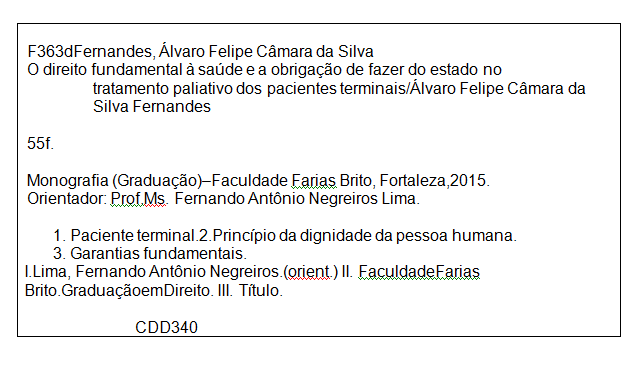 F363dFernandes, Álvaro Felipe Câmara da Silva
O direito fundamental à saúde e a obrigação de fazer do estado no
tratamento paliativo dos pacientes terminais/Álvaro Felipe Câmara da
Silva Fernandes
55f.
Monografia (Graduação)–Faculdade Farias Brito, Fortaleza,2015.
Orientador: Prof.Ms. Fernando Antônio Negreiros Lima.
1. Paciente terminal.2.Princípio da dignidade da pessoa humana.
3. Garantias fundamentais.
I.Lima, Fernando Antônio Negreiros.(orient.) II. FaculdadeFarias
Brito.GraduaçãoemDireito. III. Título.
CDD340